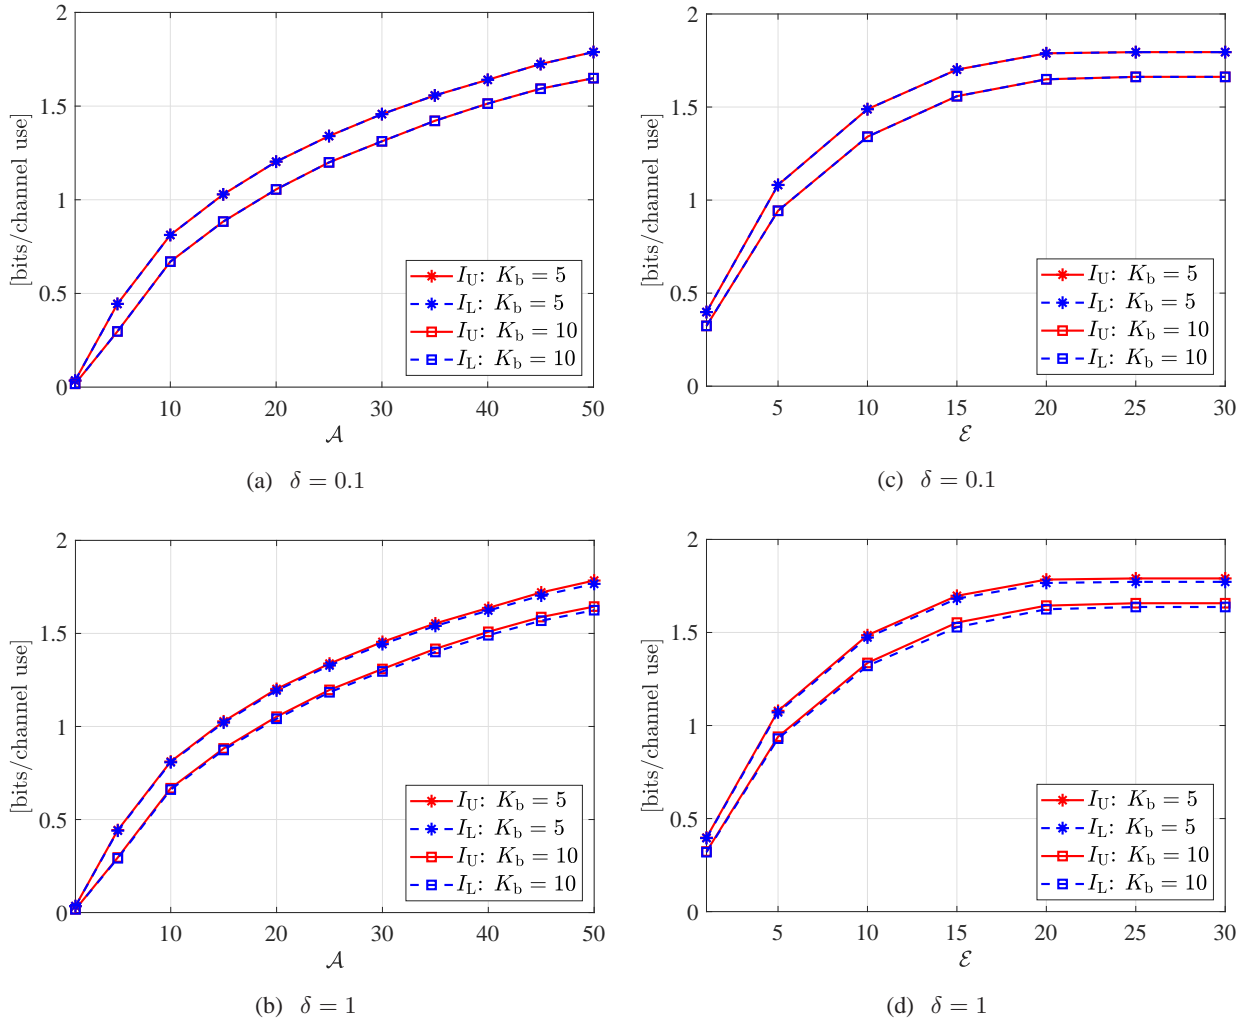 2
1.5
1
0.5
0
[bits/channel use]
10 20 30 40 50
𝒜
I_U: K_b = 5
I_L: K_b = 5
I_U: K_b = 10
I_L: K_b = 10
(a) δ = 0.1
2
1.5
1
0.5
0
[bits/channel use]
5 10 15 20 25 30
ℰ
I_U: K_b = 5
I_L: K_b = 5
I_U: K_b = 10
I_L: K_b = 10
(c) δ = 0.1
2
1.5
1
0.5
0
[bits/channel use]
10 20 30 40 50
𝒜
I_U: K_b = 5
I_L: K_b = 5
I_U: K_b = 10
I_L: K_b = 10
(b) δ = 1
2
1.5
1
0.5
0
[bits/channel use]
5 10 15 20 25 30
ℰ
I_U: K_b = 5
I_L: K_b = 5
I_U: K_b = 10
I_L: K_b = 10
(d) δ = 1